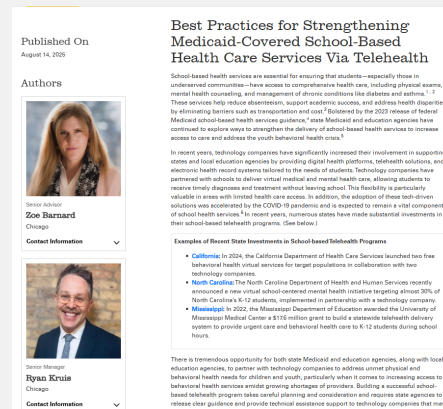 Best Practices for Strengthening
Medicaid-Covered School-Based
Health Care Services Via Telehealth
Published On
August 14, 2025
Authors
Senior Advisor
Zoe Barnard
Chicago
Contact Information
Senior Manager
Ryan Kruis
Chicago
Contact Information
School-based health services are essential for ensuring that students—especially those in
underserved communities—have access to comprehensive health care, including physical exams,
mental health counseling, and management of chronic conditions like diabetes and asthma.1, 2
These services help reduce absenteeism, support academic success, and address health disparities
by eliminating barriers such as transportation and cost.3 Bolstered by the 2023 release of federal
Medicaid school-based health services guidance,4 state Medicaid and education agencies have
continued to explore ways to strengthen the delivery of school-based health services to increase
access to care and address the youth behavioral health crisis.5
In recent years, technology companies have significantly increased their involvement in supporting
states and local education agencies by providing digital health platforms, telehealth solutions, and
electronic health record systems tailored to the needs of students. Technology companies have
partnered with schools to deliver virtual medical and mental health care, allowing students to
receive timely diagnoses and treatment without leaving school. This flexibility is particularly
valuable in areas with limited health care access. In addition, the adoption of these tech-driven
solutions was accelerated by the COVID-19 pandemic and is expected to remain a vital component
of school health services.6 In recent years, numerous states have made substantial investments in
their school-based telehealth programs. (See below.)
Examples of Recent State Investments in School-based Telehealth Programs
California: In 2024, the California Department of Health Care Services launched two free
behavioral health virtual services for target populations in collaboration with two
technology companies.
North Carolina: The North Carolina Department of Health and Human Services recently
announced a new virtual school-centered mental health initiative targeting almost 30% of
North Carolina's K-12 students, implemented in partnership with a technology company.
Mississippi: In 2022, the Mississippi Department of Education awarded the University of
Mississippi Medical Center a $17.6 million grant to build a statewide telehealth delivery
system to provide urgent care and behavioral health care to K-12 students during school
hours.
There is tremendous opportunity for both state Medicaid and education agencies, along with local
education agencies, to partner with technology companies to address unmet physical and
behavioral health needs for children and youth, particularly when it comes to increasing access to
behavioral health services amidst growing shortages of providers. Building a successful school-
based telehealth program takes careful planning and consideration and requires state agencies to
release clear guidance and provide technical assistance support to technology companies that may